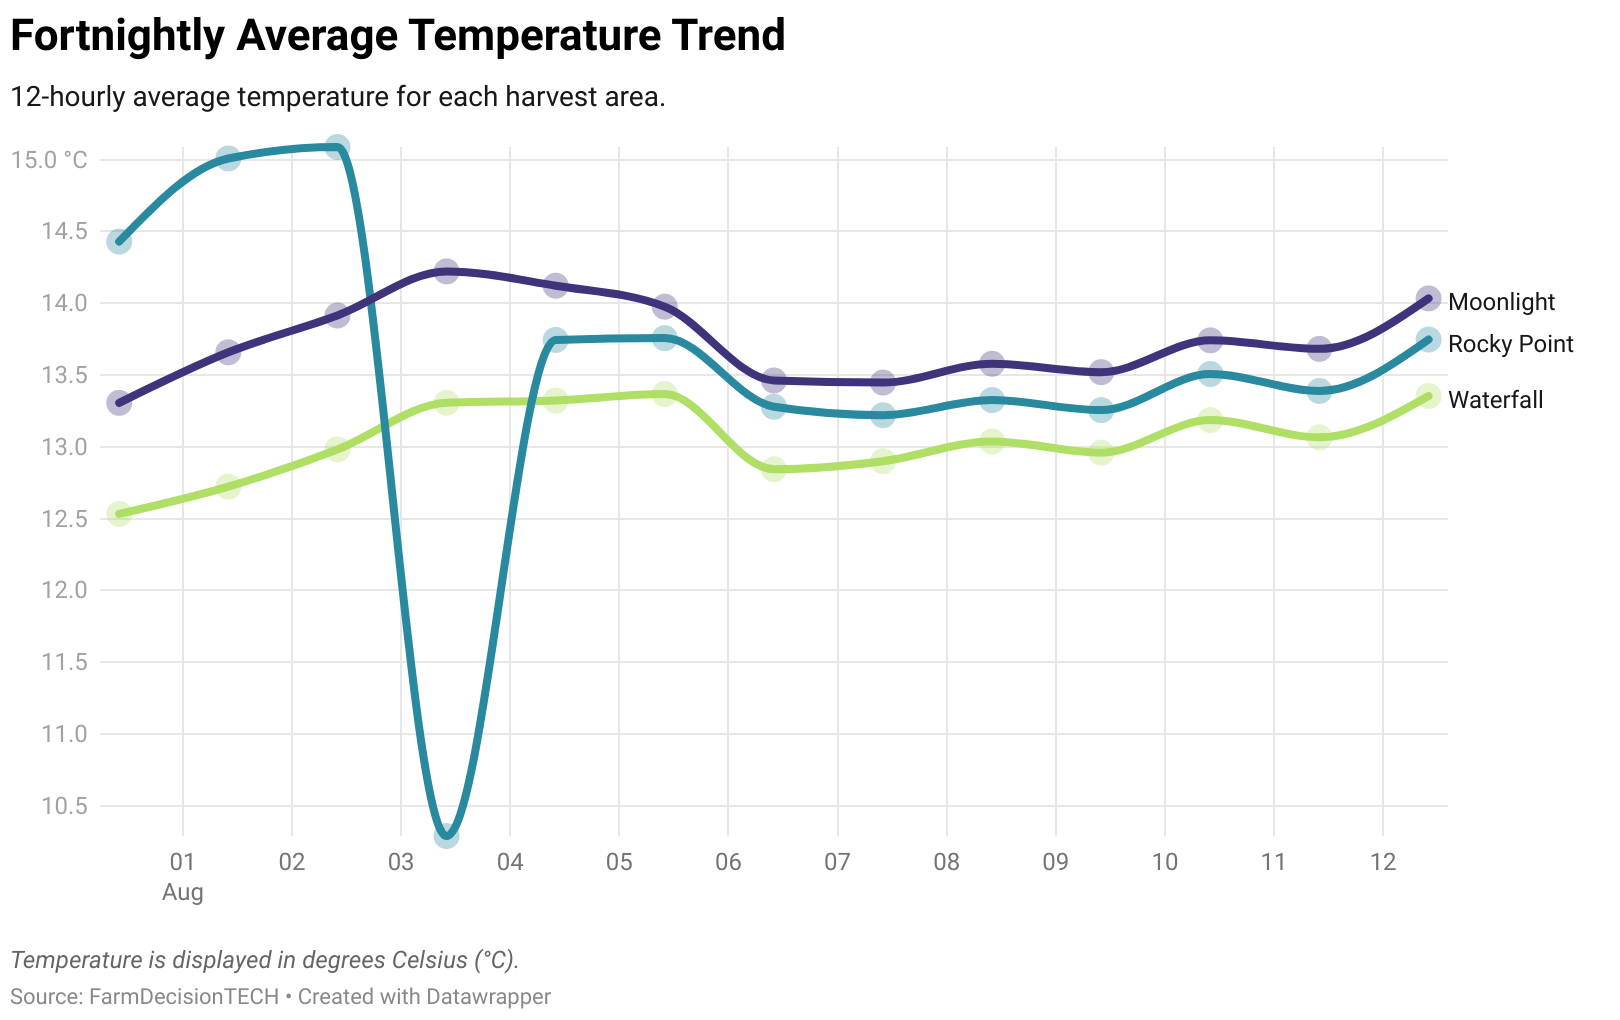 Fortnightly Average Temperature Trend
12-hourly average temperature for each harvest area.
15.0 °C
14.5
14.0
13.5
13.0
12.5
12.0
11.5
11.0
10.5
Moonlight
Rocky Point
Waterfall
01 02 03 04 05 06 07 08 09 10 11 12
Aug
Temperature is displayed in degrees Celsius (°C).
Source: FarmDecisionTECH • Created with Datawrapper